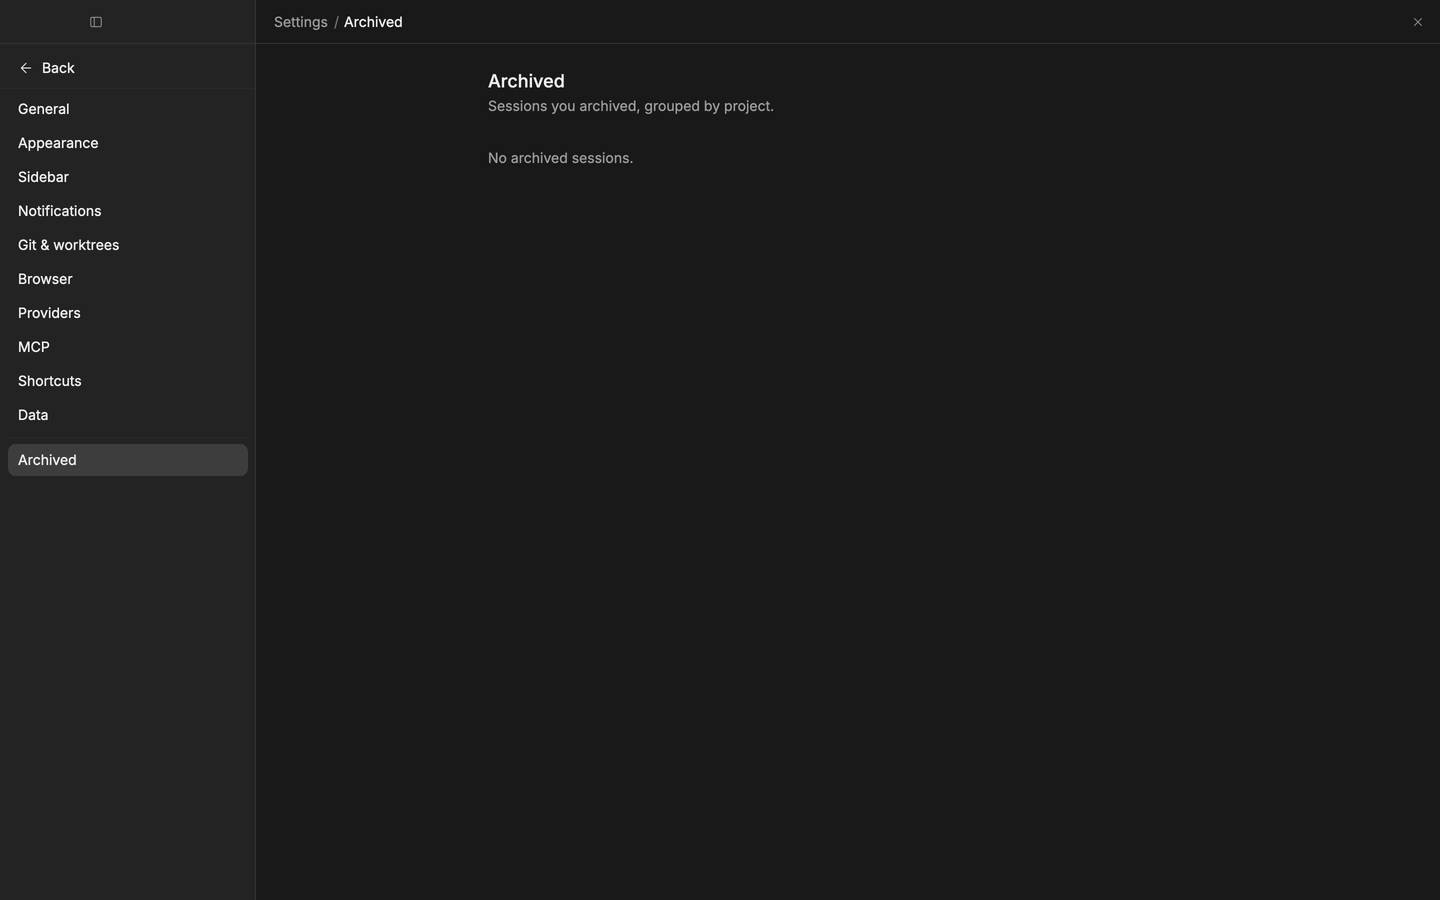 Settings / Archived
Back
General
Appearance
Sidebar
Notifications
Git & worktrees
Browser
Providers
MCP
Shortcuts
Data
Archived
Archived
Sessions you archived, grouped by project.
No archived sessions.